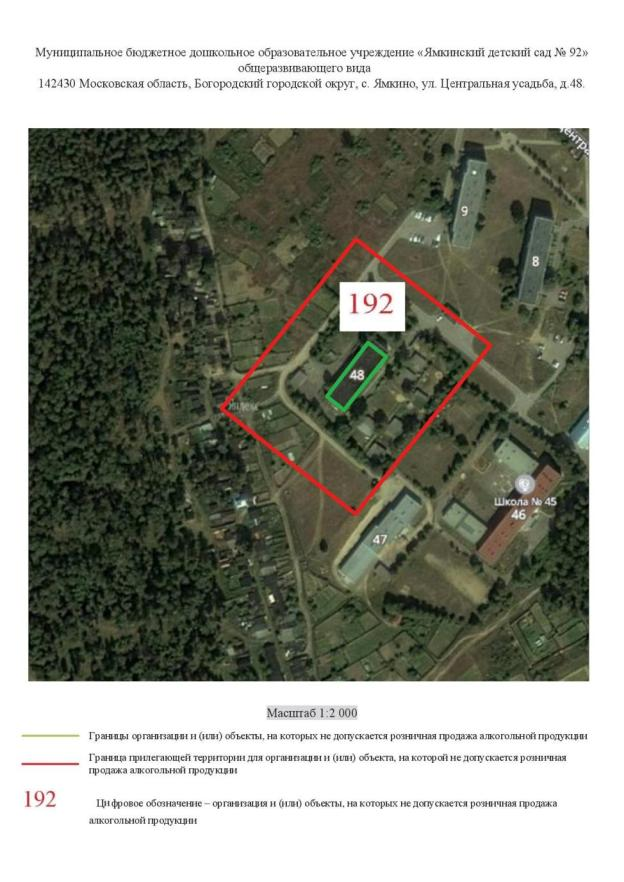 Муниципальное бюджетное дошкольное образовательное учреждение «Ямкинский детский сад № 92»
общеразвивающего вида
142430 Московская область, Богородский городской округ, с. Ямкино, ул. Центральная усадьба, д.48.
9
8
192
48
Школа № 45
46
47
Масштаб 1:2 000
Границы организации и (или) объекты, на которых не допускается розничная продажа алкогольной продукции
Граница прилегающей территории для организации и (или) объекта, на которой не допускается розничная
продажа алкогольной продукции
192
Цифровое обозначение – организация и (или) объекты, на которых не допускается розничная продажа
алкогольной продукции